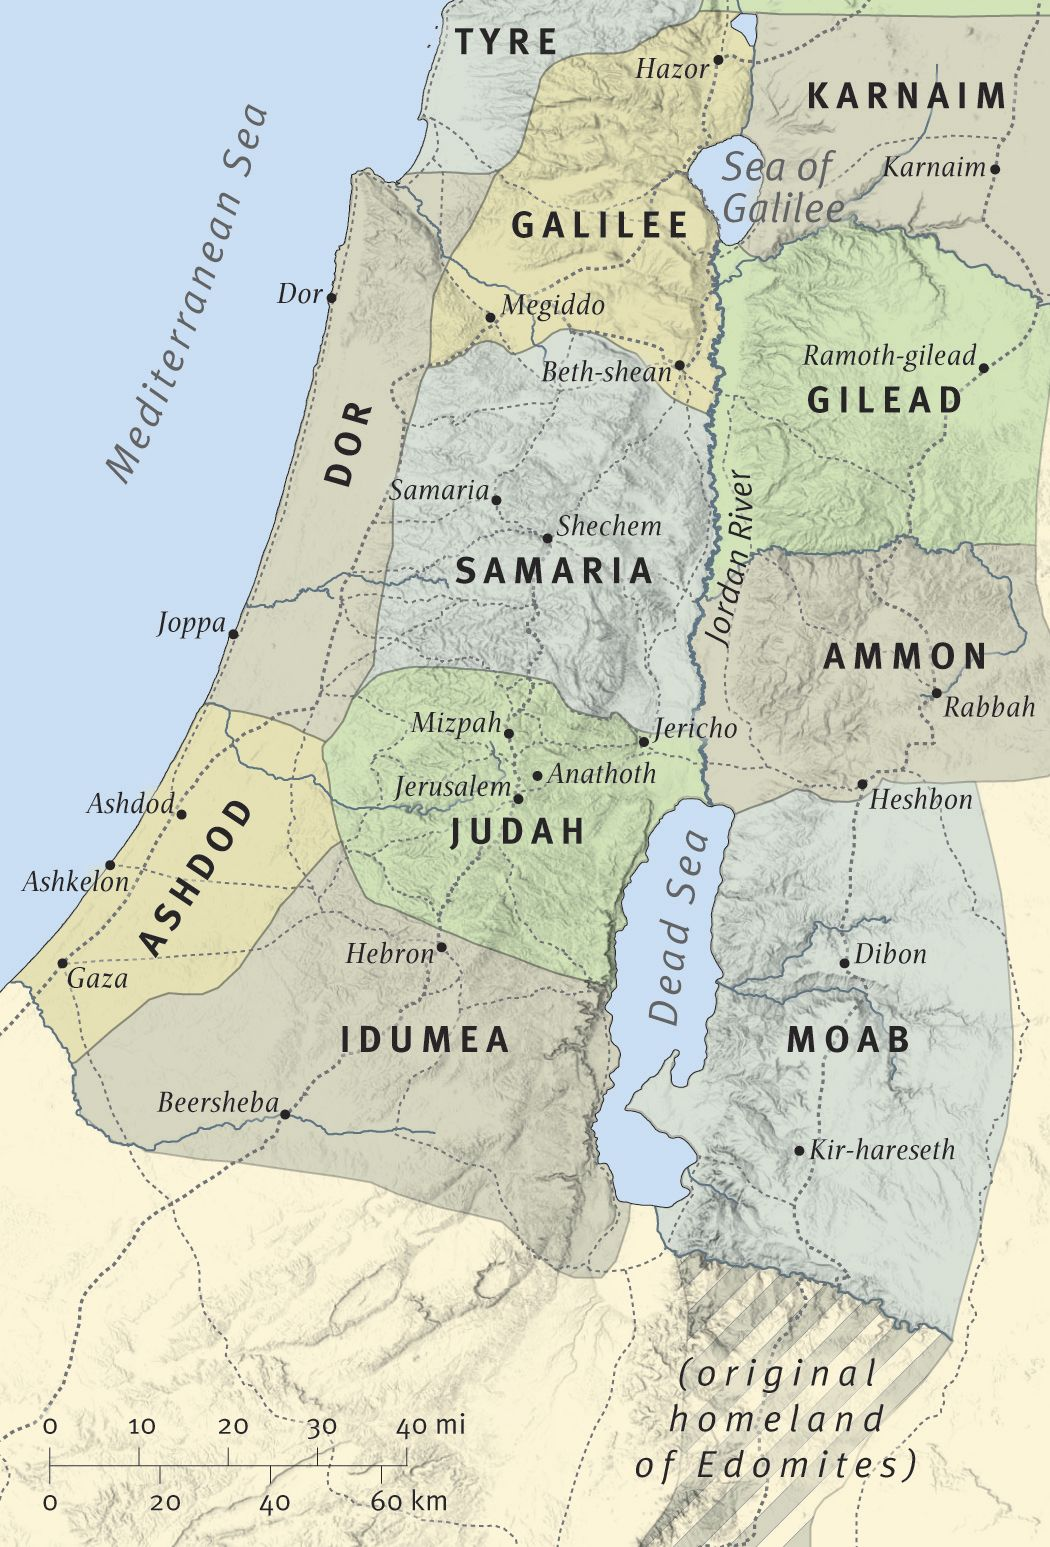 TYRE
Hazor
KARNAIM
Mediterranean Sea
Sea of
Galilee
Karnaim
GALILEE
Dor
Megiddo
Ramoth-gilead
Beth-shean
GILEAD
DOR
Samaria
Shechem
Jordan River
SAMARIA
Joppa
AMMON
Rabbah
Mizpah
Jericho
Anathoth
Jerusalem
Heshbon
Ashdod
JUDAH
ASHDOD
Ashkelon
Dead Sea
Hebron
Dibon
Gaza
IDUMEA
MOAB
Beersheba
Kir-hareseth
(original
homeland
of Edomites)
0 10 20 30 40 mi
0 20 40 60 km